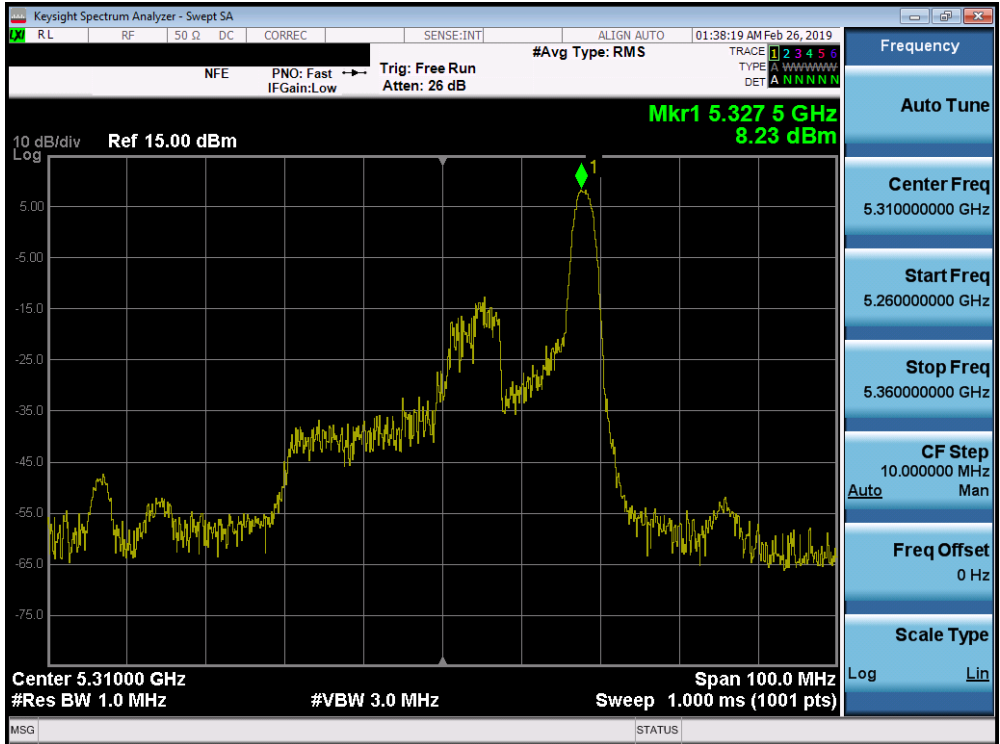 Keysight Spectrum Analyzer - Swept SA
LXI RL RF 50 Ω DC CORREC SENSE:INT ALIGN AUTO 01:38:19 AM Feb 26, 2019
NFE PNO: Fast Trig: Free Run #Avg Type: RMS TRACE 1 2 3 4 5 6
IFGain:Low Atten: 26 dB TYPE A WWWWW
DET A N N N N N
Mkr1 5.327 5 GHz
8.23 dBm
10 dB/div Ref 15.00 dBm
Log
1
5.00
-5.00
-15.0
-25.0
-35.0
-45.0
-55.0
-65.0
-75.0
Center 5.31000 GHz Span 100.0 MHz
#Res BW 1.0 MHz #VBW 3.0 MHz Sweep 1.000 ms (1001 pts)
MSG STATUS
Frequency
Auto Tune
Center Freq
5.310000000 GHz
Start Freq
5.260000000 GHz
Stop Freq
5.360000000 GHz
CF Step
10.000000 MHz
Auto Man
Freq Offset
0 Hz
Scale Type
Log Lin